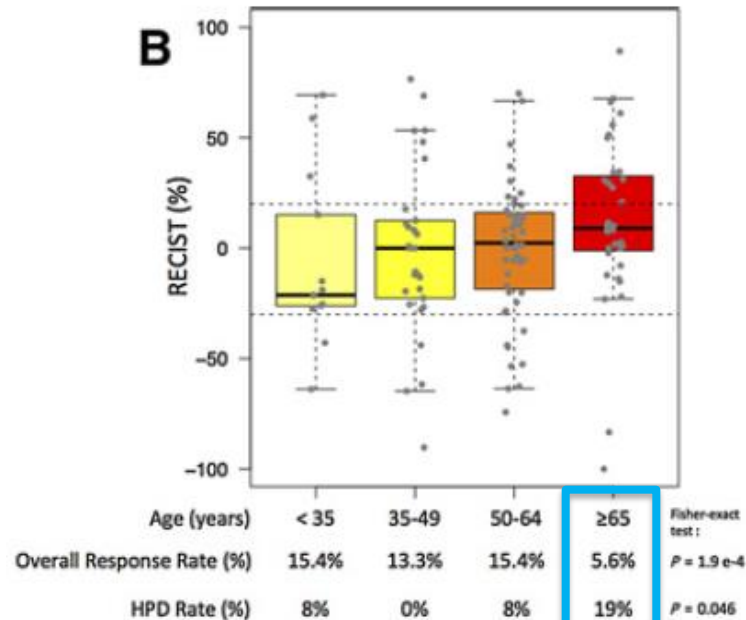 B
100
50
0
−50
−100
RECIST (%)
Age (years) < 35 35-49 50-64 ≥65 Fisher-exact
test :
Overall Response Rate (%) 15.4% 13.3% 15.4% 5.6% P = 1.9 e-4
HPD Rate (%) 8% 0% 8% 19% P = 0.046